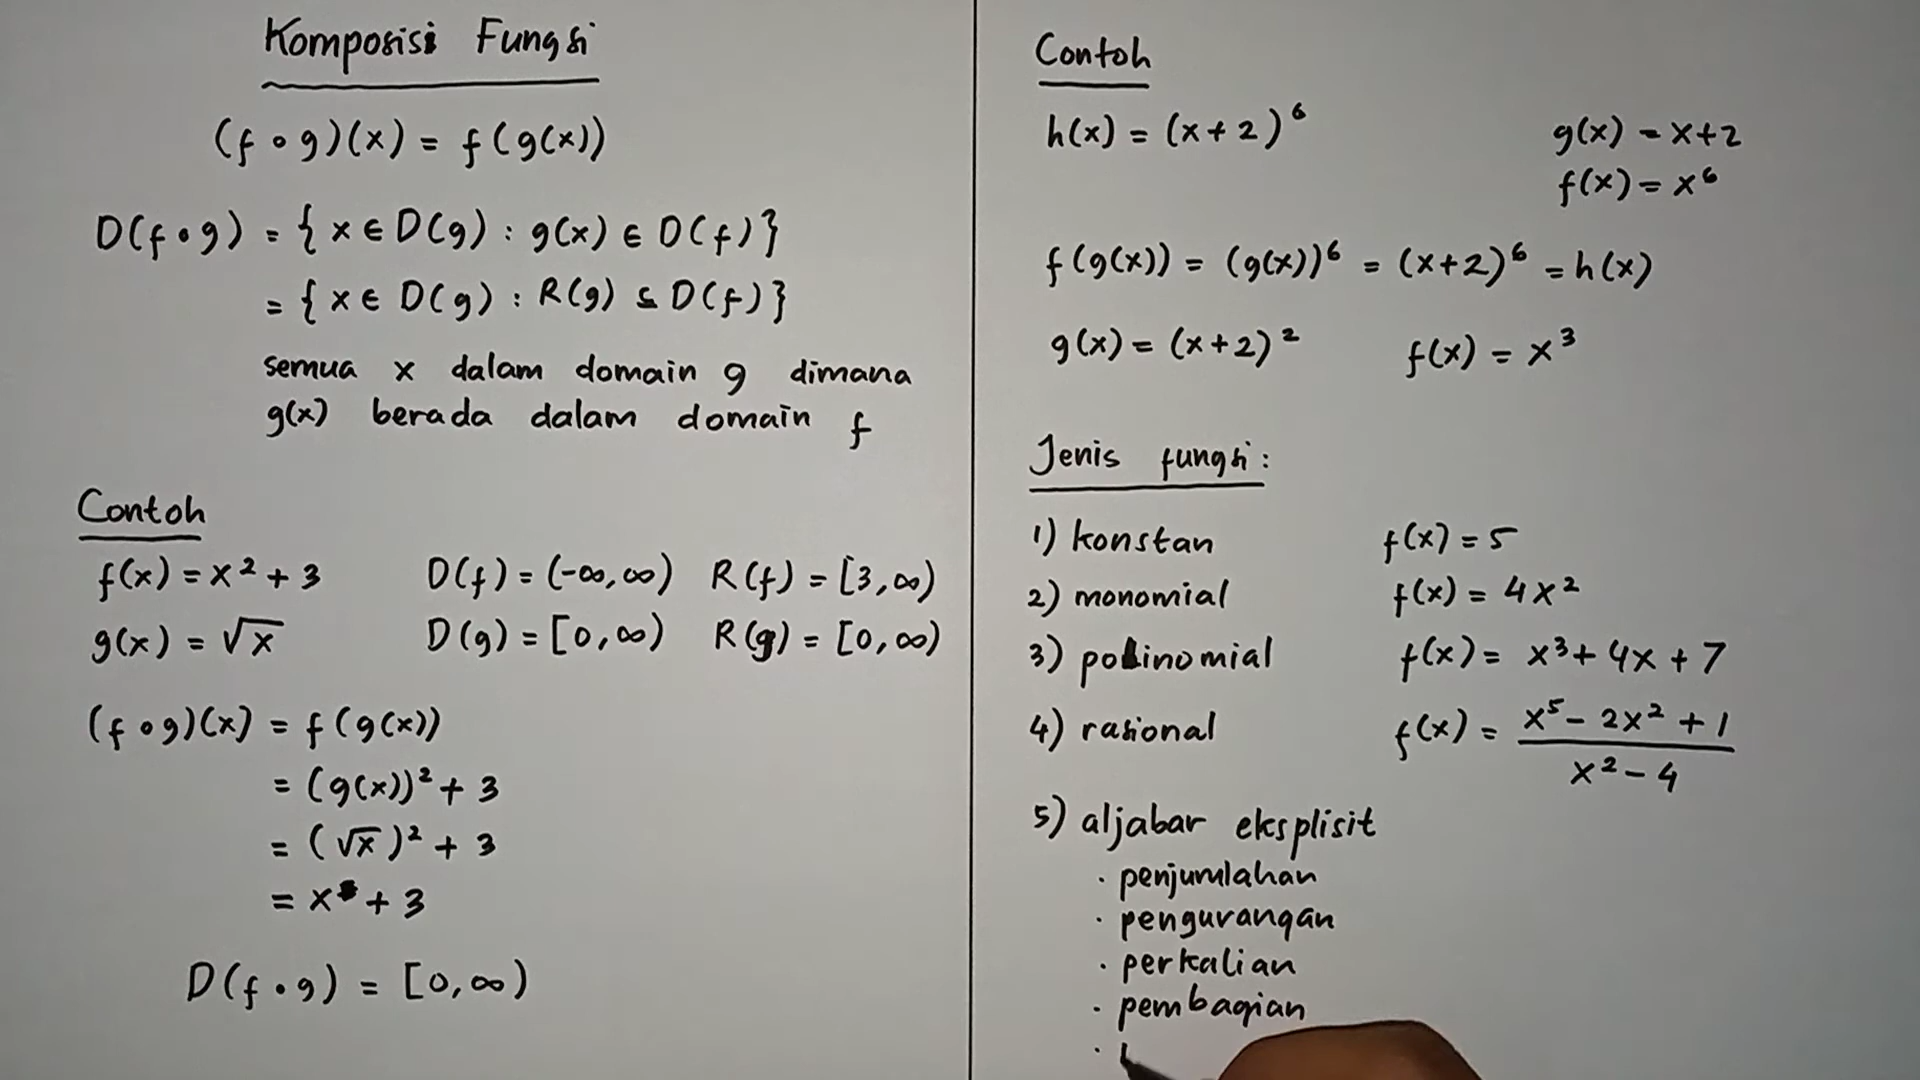 Komposisi Fungsi
(f ∘ g)(x) = f(g(x))
D(f ∘ g) = { x ∈ D(g) : g(x) ∈ D(f) }
= { x ∈ D(g) : R(g) ⊆ D(f) }
semua x dalam domain g dimana
g(x) berada dalam domain f
Contoh
f(x) = x² + 3 D(f) = (-∞, ∞) R(f) = [3, ∞)
g(x) = √x D(g) = [0, ∞) R(g) = [0, ∞)
(f ∘ g)(x) = f(g(x))
= (g(x))² + 3
= (√x)² + 3
= x + 3
D(f ∘ g) = [0, ∞)
Contoh
h(x) = (x+2)⁶ g(x) = x+2
f(x) = x⁶
f(g(x)) = (g(x))⁶ = (x+2)⁶ = h(x)
g(x) = (x+2)² f(x) = x³
Jenis fungsi :
1) konstan f(x) = 5
2) monomial f(x) = 4x²
3) polinomial f(x) = x³ + 4x + 7
4) rasional f(x) = (x⁵ - 2x² + 1)/(x² - 4)
5) aljabar eksplisit
· penjumlahan
· pengurangan
· perkalian
· pembagian
·